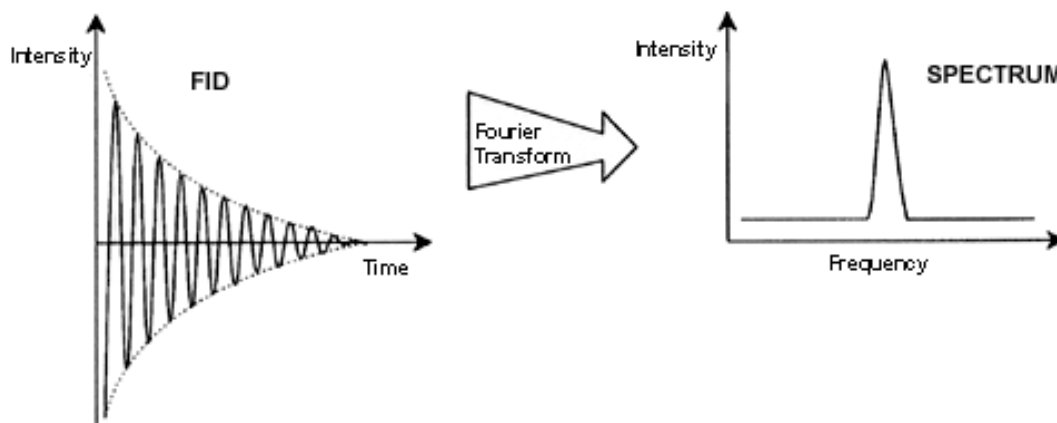 Intensity
FID
Time
Fourier
Transform
Intensity
SPECTRUM
Frequency